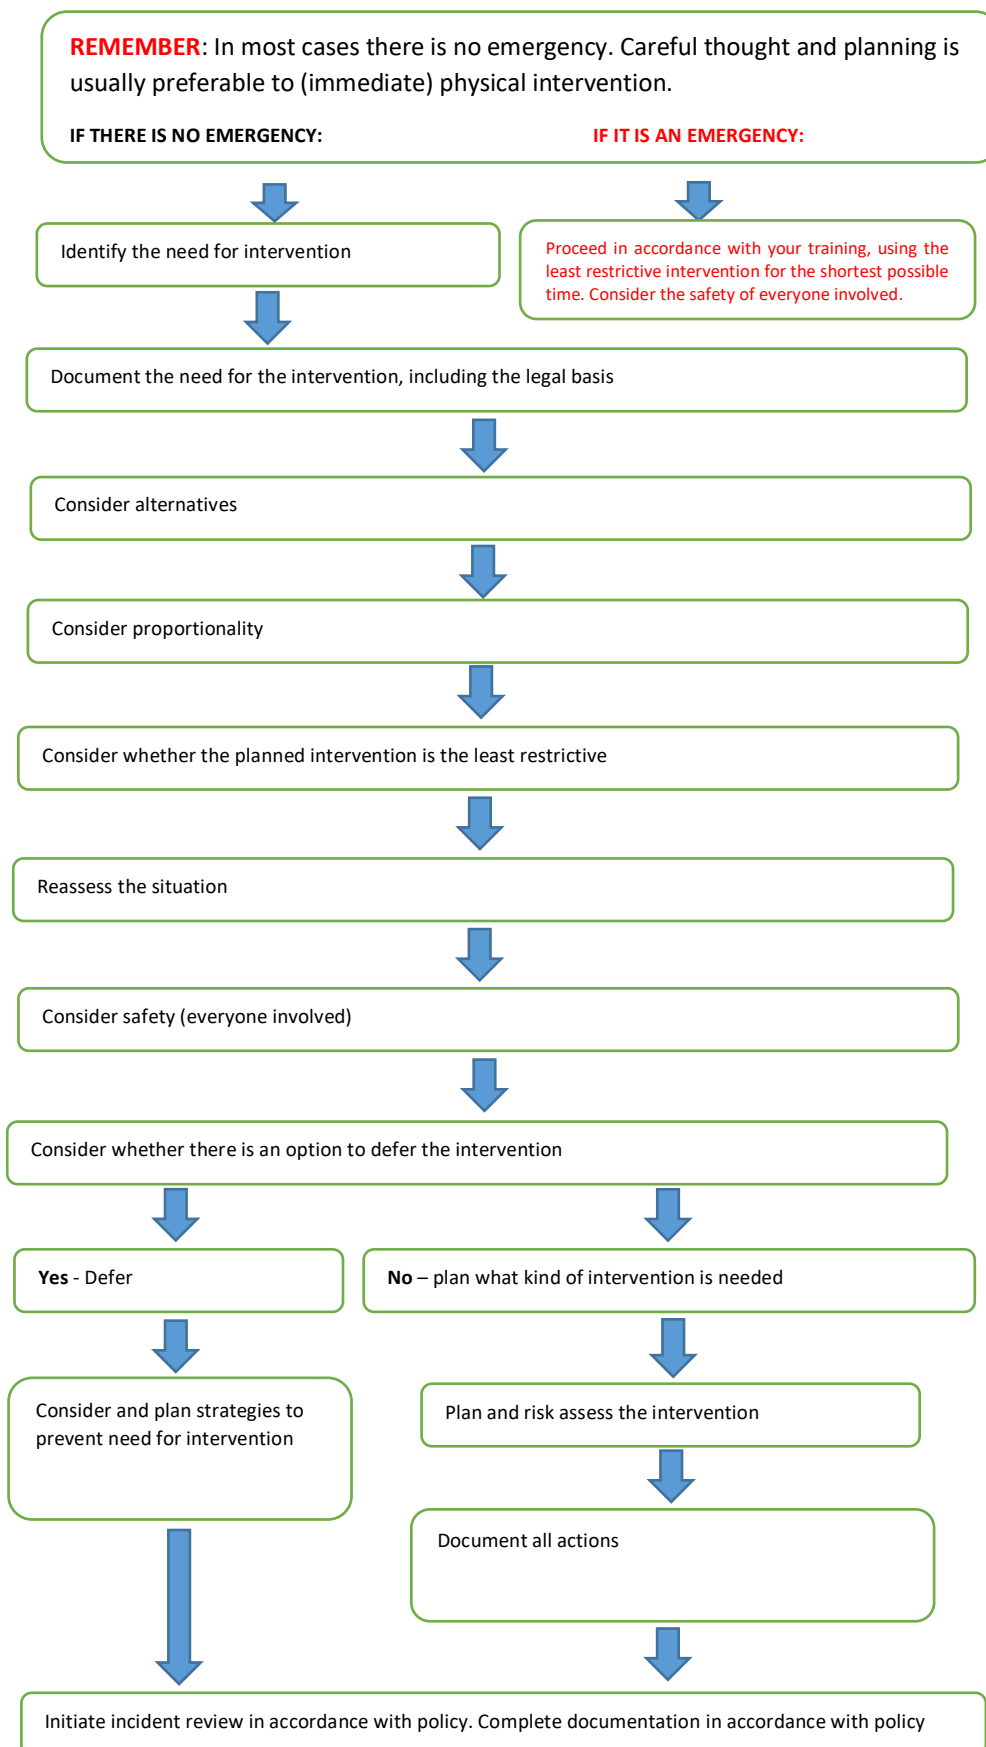 REMEMBER: In most cases there is no emergency. Careful thought and planning is
usually preferable to (immediate) physical intervention.
IF THERE IS NO EMERGENCY:
IF IT IS AN EMERGENCY:
Identify the need for intervention
Proceed in accordance with your training, using the
least restrictive intervention for the shortest possible
time. Consider the safety of everyone involved.
Document the need for the intervention, including the legal basis
Consider alternatives
Consider proportionality
Consider whether the planned intervention is the least restrictive
Reassess the situation
Consider safety (everyone involved)
Consider whether there is an option to defer the intervention
Yes - Defer
No – plan what kind of intervention is needed
Consider and plan strategies to
prevent need for intervention
Plan and risk assess the intervention
Document all actions
Initiate incident review in accordance with policy. Complete documentation in accordance with policy